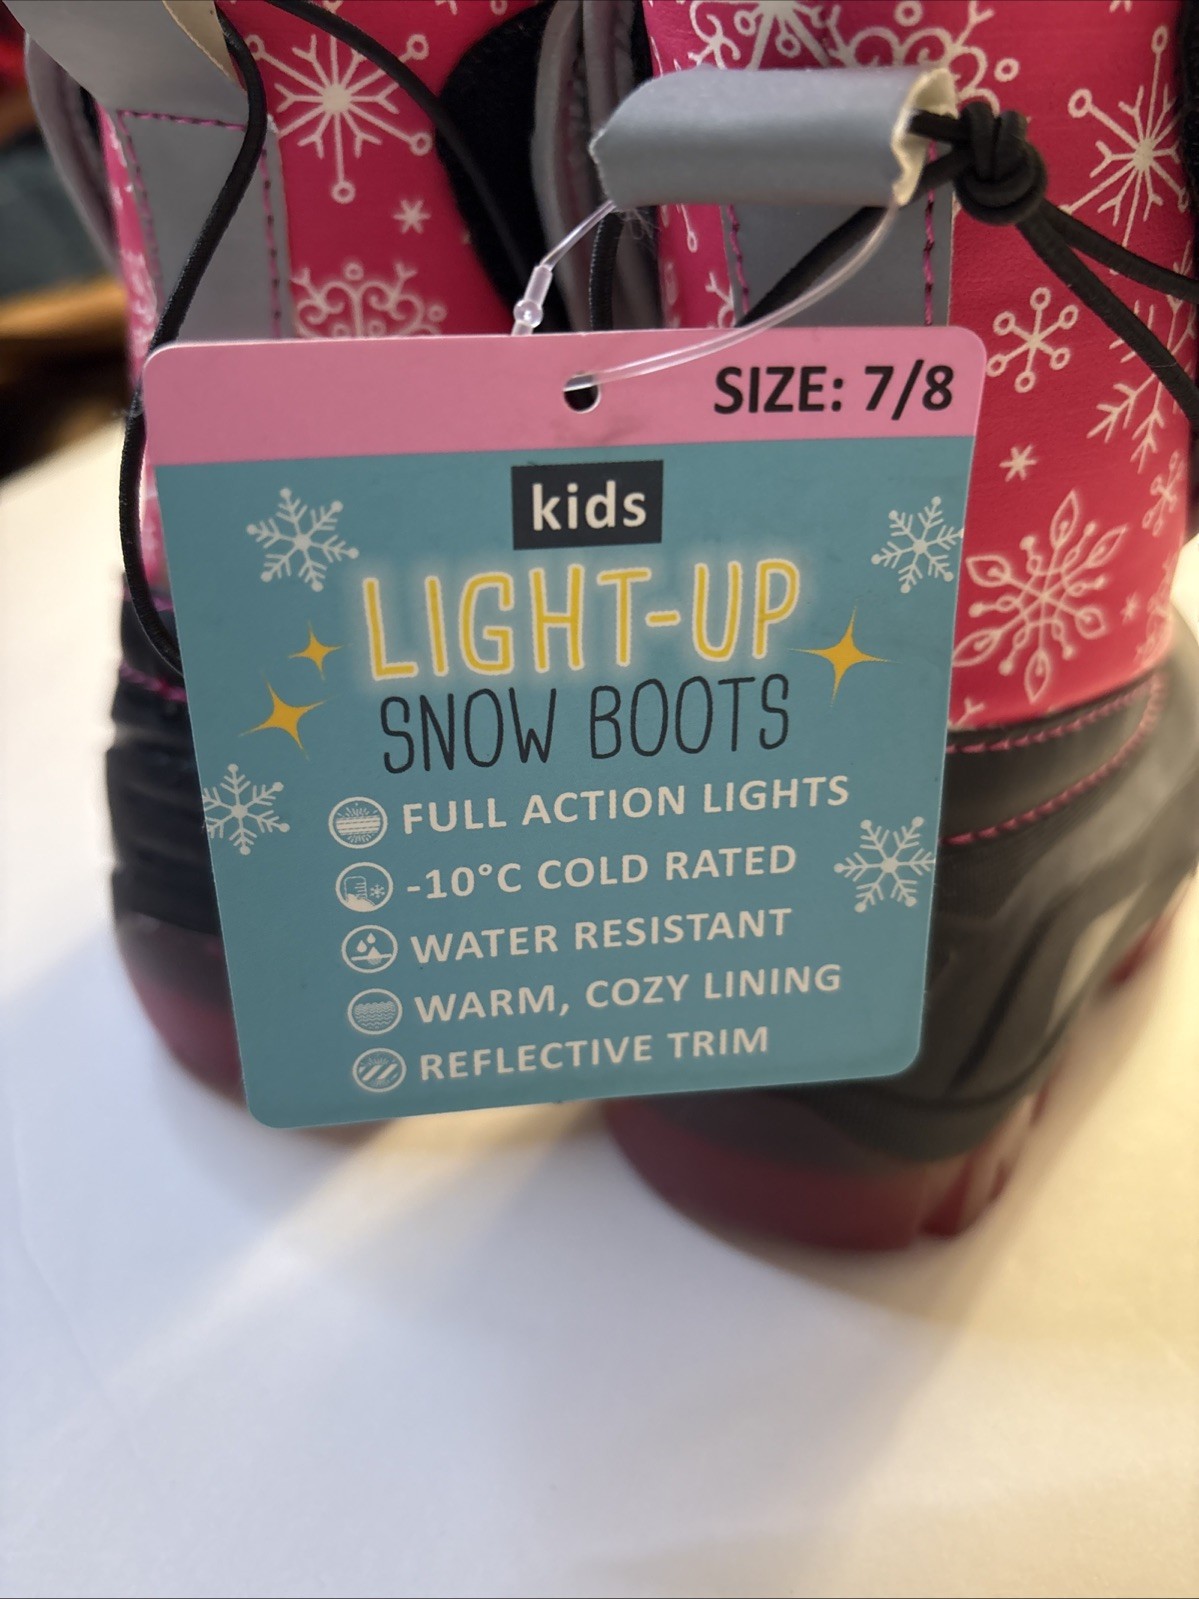 SIZE: 7/8
kids
LIGHT-UP
SNOW BOOTS
FULL ACTION LIGHTS
-10°C COLD RATED
WATER RESISTANT
WARM, COZY LINING
REFLECTIVE TRIM